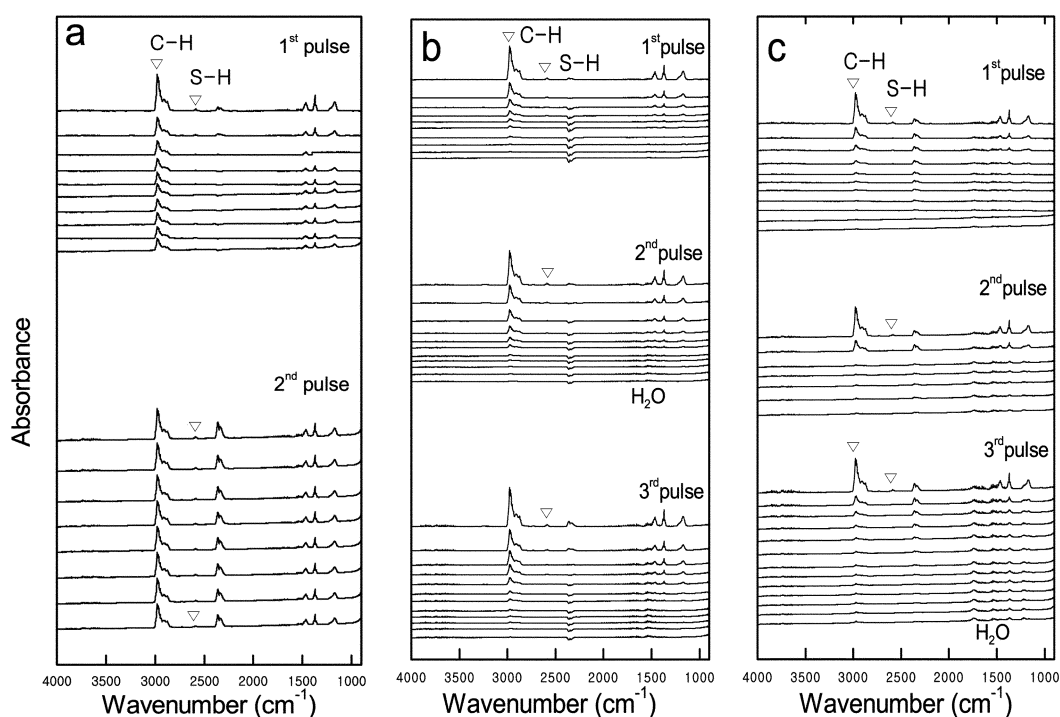 a
C−H
S−H
1st pulse
2nd pulse
4000 3500 3000 2500 2000 1500 1000
Wavenumber (cm-1)
Absorbance
b
C−H
S−H
1st pulse
2nd pulse
H2O
3rd pulse
4000 3500 3000 2500 2000 1500 1000
Wavenumber (cm-1)
c
C−H
S−H
1st pulse
2nd pulse
3rd pulse
H2O
4000 3500 3000 2500 2000 1500 1000
Wavenumber (cm-1)